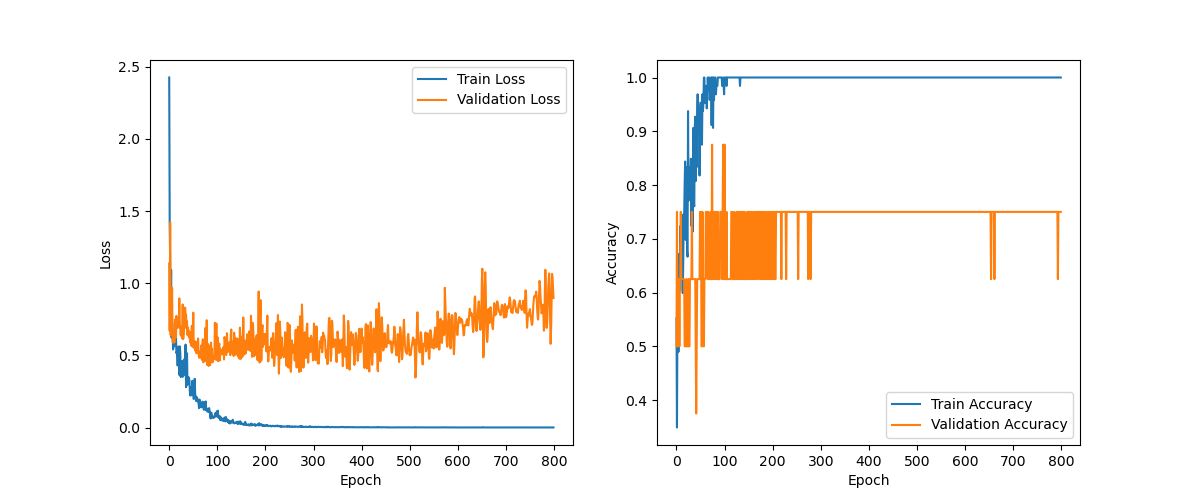 2.5
2.0
1.5
1.0
0.5
0.0
Loss
0 100 200 300 400 500 600 700 800
Epoch
Train Loss
Validation Loss
1.0
0.9
0.8
0.7
0.6
0.5
0.4
Accuracy
0 100 200 300 400 500 600 700 800
Epoch
Train Accuracy
Validation Accuracy